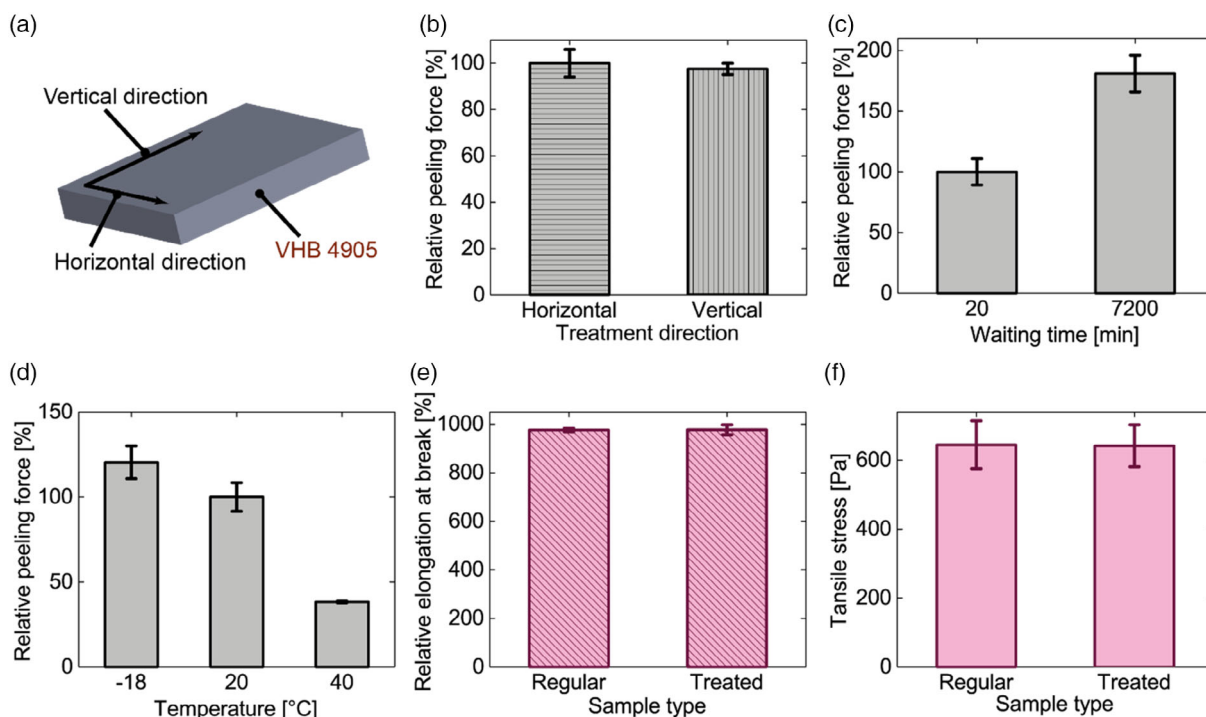 (a)
Vertical direction
Horizontal direction
VHB 4905
(b)
Relative peeling force [%]
100
80
60
40
20
0
Horizontal
Vertical
Treatment direction
(c)
Relative peeling force [%]
200
150
100
50
0
20
7200
Waiting time [min]
(d)
Relative peeling force [%]
150
100
50
0
-18
20
40
Temperature [°C]
(e)
Relative elongation at break [%]
1000
800
600
400
200
0
Regular
Treated
Sample type
(f)
Tansile stress [Pa]
600
400
200
0
Regular
Treated
Sample type